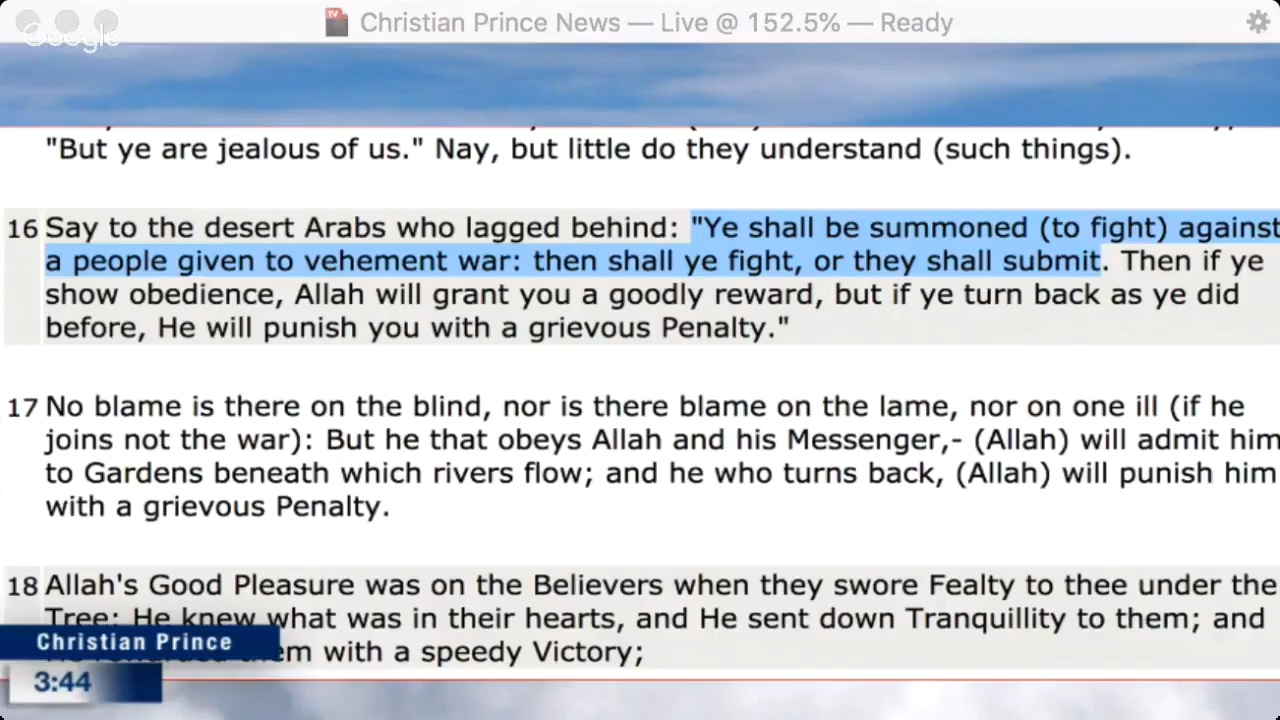 Google
Christian Prince News — Live @ 152.5% — Ready
"But ye are jealous of us." Nay, but little do they understand (such things).
16 Say to the desert Arabs who lagged behind: "Ye shall be summoned (to fight) against
a people given to vehement war: then shall ye fight, or they shall submit. Then if ye
show obedience, Allah will grant you a goodly reward, but if ye turn back as ye did
before, He will punish you with a grievous Penalty."
17 No blame is there on the blind, nor is there blame on the lame, nor on one ill (if he
joins not the war): But he that obeys Allah and his Messenger,- (Allah) will admit him
to Gardens beneath which rivers flow; and he who turns back, (Allah) will punish him
with a grievous Penalty.
18 Allah's Good Pleasure was on the Believers when they swore Fealty to thee under the
Tree: He knew what was in their hearts, and He sent down Tranquillity to them; and
them with a speedy Victory;
Christian Prince
3:44